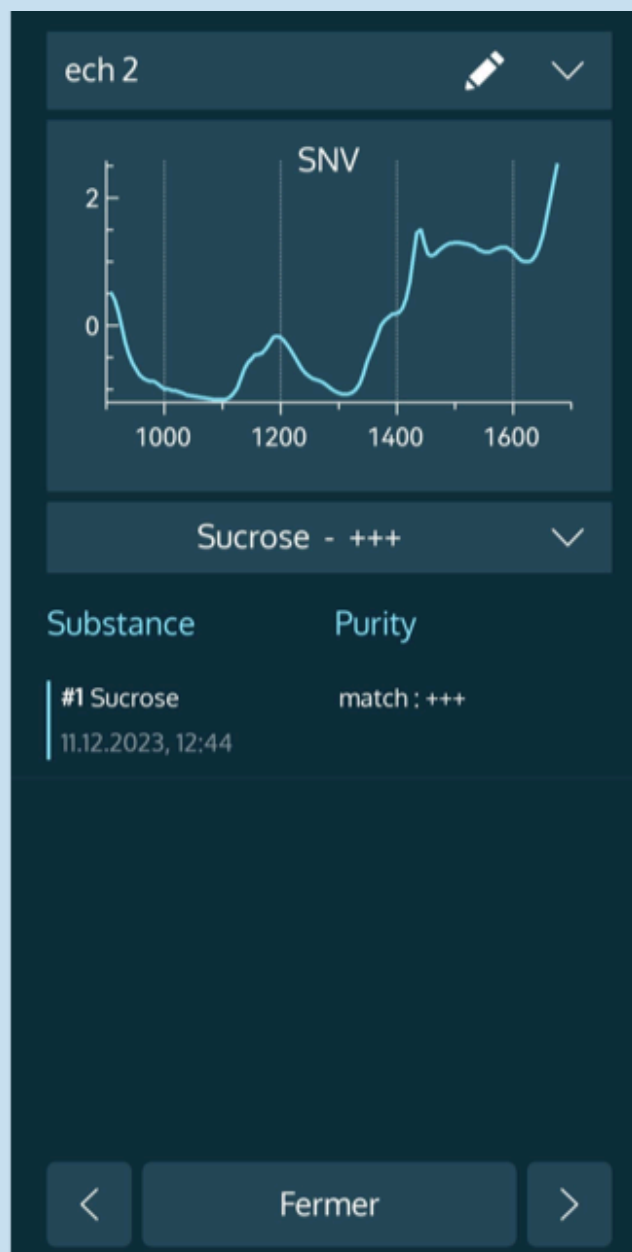 ech 2
SNV
2
0
1000 1200 1400 1600
Sucrose - +++
Substance Purity
#1 Sucrose match : +++
11.12.2023, 12:44
Fermer